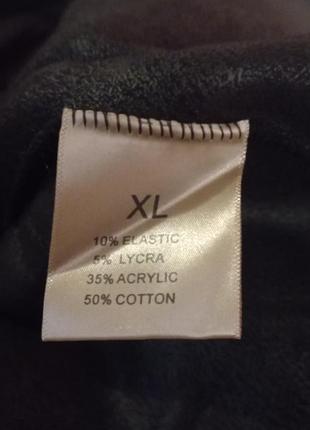 XL
10% ELASTIC
5% LYCRA
35% ACRYLIC
50% COTTON